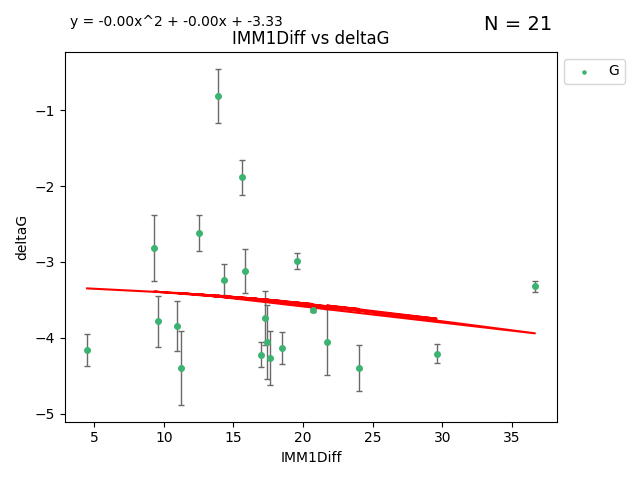 y = -0.00x^2 + -0.00x + -3.33
N = 21
IMM1Diff vs deltaG
G
deltaG
−1
−2
−3
−4
−5
5 10 15 20 25 30 35
IMM1Diff